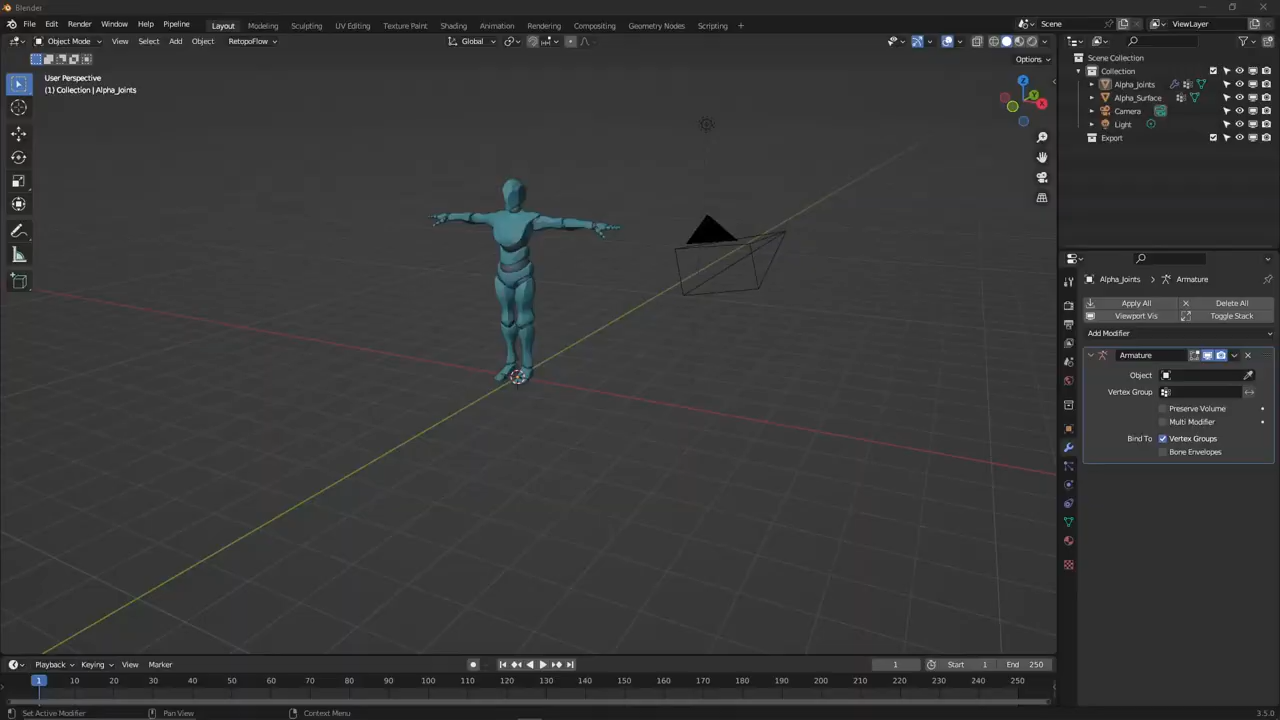 Blender
File Edit Render Window Help Pipeline
Layout Modeling Sculpting UV Editing Texture Paint Shading Animation Rendering Compositing Geometry Nodes Scripting +
Scene
ViewLayer
Object Mode View Select Add Object RetopoFlow
Global
Options
User Perspective
(1) Collection | Alpha_Joints
Z
Y
X
Scene Collection
Collection
Alpha_Joints
Alpha_Surface
Camera
Light
Export
Alpha_Joints > Armature
Apply All Delete All
Viewport Vis Toggle Stack
Add Modifier
Armature
Object
Vertex Group
Preserve Volume
Multi Modifier
Bind To Vertex Groups
Bone Envelopes
Playback Keying View Marker
1 Start 1 End 250
1 10 20 30 40 50 60 70 80 90 100 110 120 130 140 150 160 170 180 190 200 210 220 230 240 250
Set Active Modifier Pan View Context Menu 3.5.0